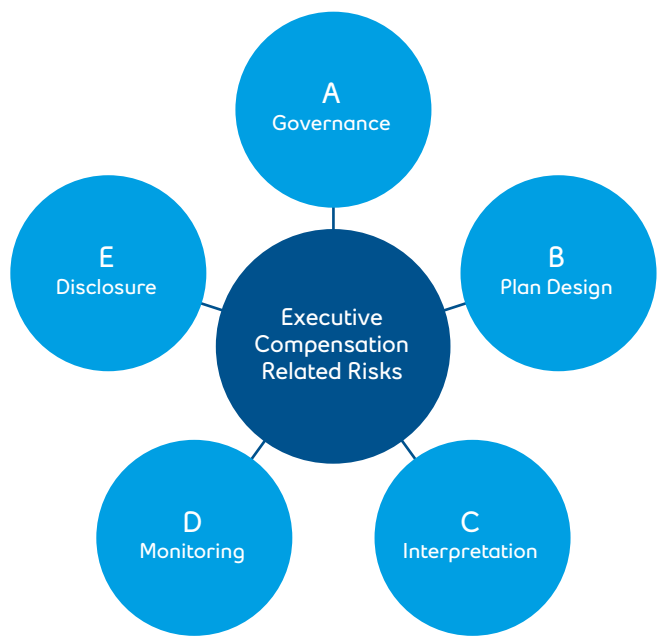 A
Governance
B
Plan Design
C
Interpretation
D
Monitoring
E
Disclosure
Executive
Compensation
Related Risks